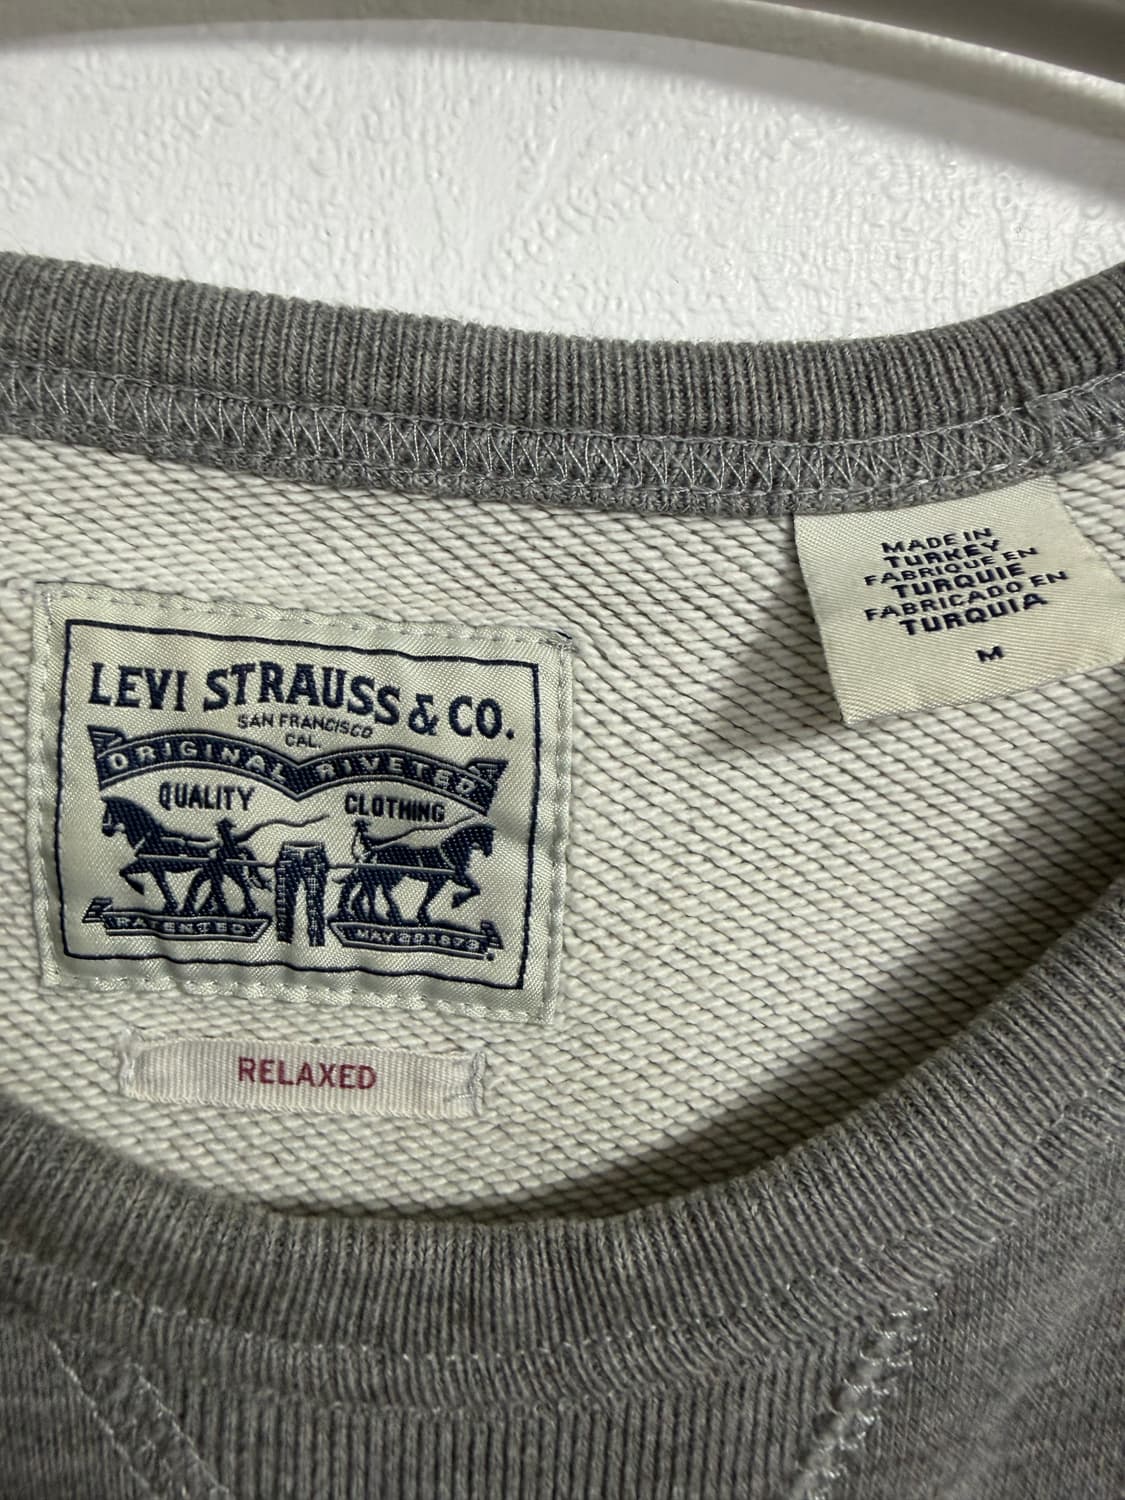 MADE IN
TURKEY
FABRIQUE EN
TURQUIE
FABRICADO EN
TURQUIA
M
LEVI STRAUSS & CO.
SAN FRANCISCO
CAL.
ORIGINAL RIVETED
QUALITY CLOTHING
PATENTED MAY 20 1873
RELAXED